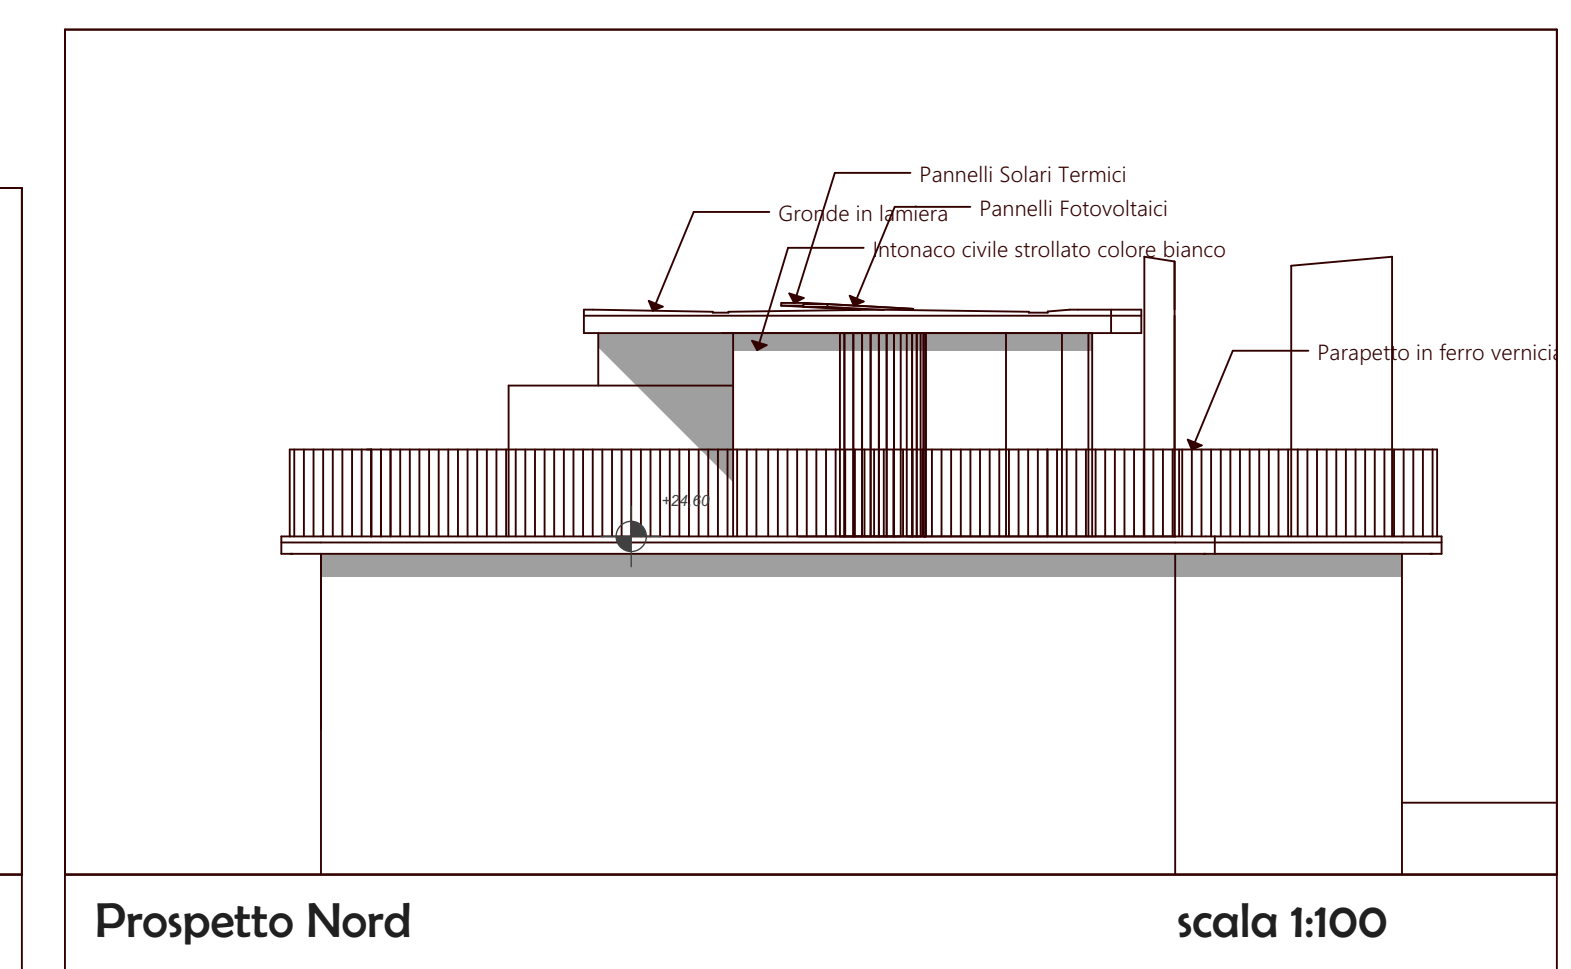 Pannelli Solari Termici
Gronde in lamiera
Pannelli Fotovoltaici
Intonaco civile strollato colore bianco
Parapetto in ferro
+24.60
Prospetto Nord
scala 1:100